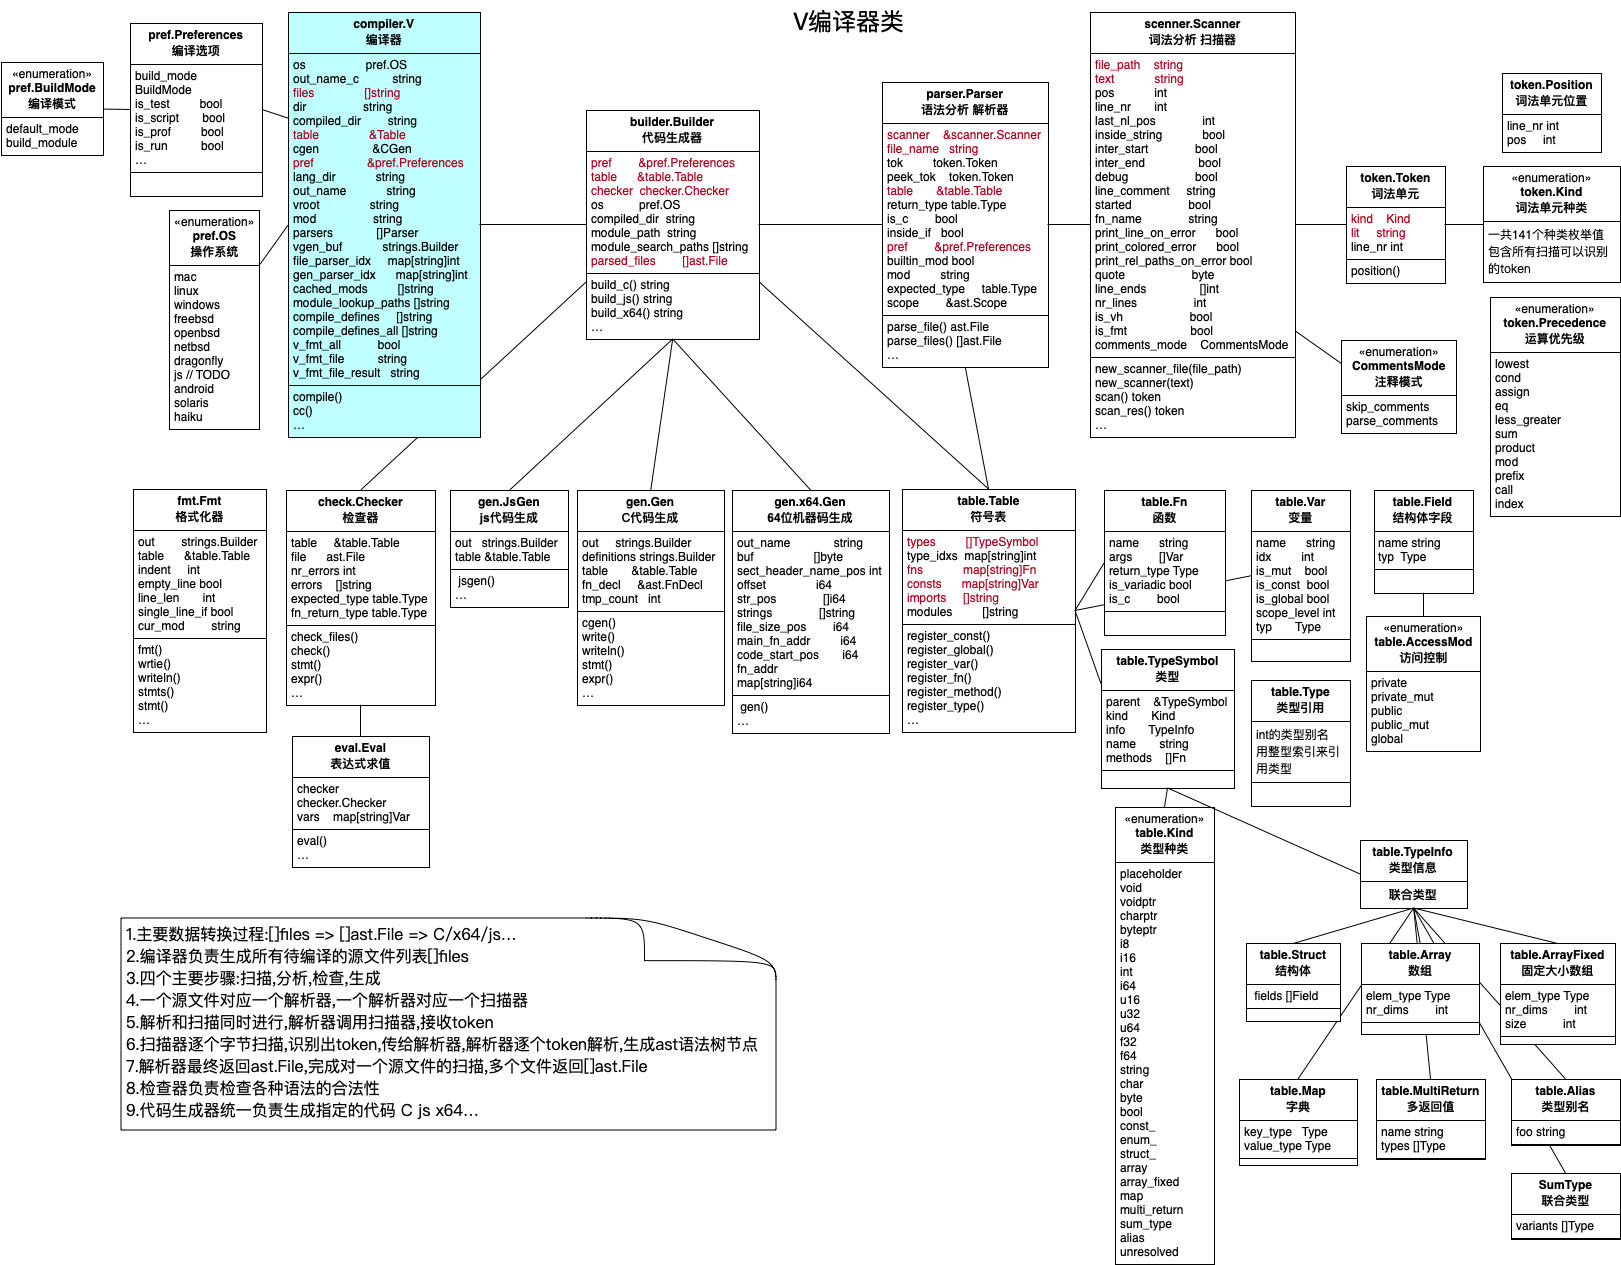 V编译器类
«enumeration»
pref.BuildMode
编译模式
default_mode
build_module
pref.Preferences
编译选项
build_mode
BuildMode
is_test bool
is_script bool
is_prof bool
is_run bool
...
«enumeration»
pref.OS
操作系统
mac
linux
windows
freebsd
openbsd
netbsd
dragonfly
js // TODO
android
solaris
haiku
compiler.V
编译器
os pref.OS
out_name_c string
files []string
dir string
compiled_dir string
table &Table
cgen &CGen
pref &pref.Preferences
lang_dir string
out_name string
vroot string
mod string
parsers []Parser
vgen_buf strings.Builder
file_parser_idx map[string]int
gen_parser_idx map[string]int
cached_mods []string
module_lookup_paths []string
compile_defines []string
compile_defines_all []string
v_fmt_all bool
v_fmt_file string
v_fmt_file_result string
compile()
cc()
...
builder.Builder
代码生成器
pref &pref.Preferences
table &table.Table
checker checker.Checker
os pref.OS
compiled_dir string
module_path string
module_search_paths []string
parsed_files []ast.File
build_c() string
build_js() string
build_x64() string
...
parser.Parser
语法分析 解析器
scanner &scanner.Scanner
file_name string
tok token.Token
peek_tok token.Token
table &table.Table
return_type table.Type
is_c bool
inside_if bool
pref &pref.Preferences
builtin_mod bool
mod string
expected_type table.Type
scope &ast.Scope
parse_file() ast.File
parse_files() []ast.File
...
scenner.Scanner
词法分析 扫描器
file_path string
text string
pos int
line_nr int
last_nl_pos int
inside_string bool
inter_start bool
inter_end bool
debug bool
line_comment string
started bool
fn_name string
print_line_on_error bool
print_colored_error bool
print_rel_paths_on_error bool
quote byte
line_ends []int
nr_lines int
is_vh bool
is_fmt bool
comments_mode CommentsMode
new_scanner_file(file_path)
new_scanner(text)
scan() token
scan_res() token
...
token.Position
词法单元位置
line_nr int
pos int
token.Token
词法单元
kind Kind
lit string
line_nr int
position()
«enumeration»
token.Kind
词法单元种类
一共141个种类枚举值
包含所有扫描可以识别
的token
«enumeration»
CommentsMode
注释模式
skip_comments
parse_comments
«enumeration»
token.Precedence
运算优先级
lowest
cond
assign
eq
less_greater
sum
product
mod
prefix
call
index
fmt.Fmt
格式化器
out strings.Builder
table &table.Table
indent int
empty_line bool
line_len int
single_line_if bool
cur_mod string
fmt()
wrtie()
writeln()
stmts()
stmt()
...
check.Checker
检查器
table &table.Table
file ast.File
nr_errors int
errors []string
expected_type table.Type
fn_return_type table.Type
check_files()
check()
stmt()
expr()
...
eval.Eval
表达式求值
checker
checker.Checker
vars map[string]Var
eval()
...
gen.JsGen
js代码生成
out strings.Builder
table &table.Table
jsgen()
...
gen.Gen
C代码生成
out strings.Builder
definitions strings.Builder
table &table.Table
fn_decl &ast.FnDecl
tmp_count int
cgen()
write()
writeln()
stmt()
expr()
...
gen.x64.Gen
64位机器码生成
out_name string
buf []byte
sect_header_name_pos int
offset i64
str_pos []i64
strings []string
file_size_pos i64
main_fn_addr i64
code_start_pos i64
fn_addr
map[string]i64
gen()
...
table.Table
符号表
types []TypeSymbol
type_idxs map[string]int
fns map[string]Fn
consts map[string]Var
imports []string
modules []string
register_const()
register_global()
register_var()
register_fn()
register_method()
register_type()
...
table.Fn
函数
name string
args []Var
return_type Type
is_variadic bool
is_c bool
table.Var
变量
name string
idx int
is_mut bool
is_const bool
is_global bool
scope_level int
typ Type
table.Field
结构体字段
name string
typ Type
«enumeration»
table.AccessMod
访问控制
private
private_mut
public
public_mut
global
table.TypeSymbol
类型
parent &TypeSymbol
kind Kind
info TypeInfo
name string
methods []Fn
table.Type
类型引用
int的类型别名
用整型索引来引
用类型
«enumeration»
table.Kind
类型种类
placeholder
void
voidptr
charptr
byteptr
i8
i16
int
i64
u16
u32
u64
f32
f64
string
char
byte
bool
const_
enum_
struct_
array
array_fixed
map
multi_return
sum_type
alias
unresolved
table.TypeInfo
类型信息
联合类型
table.Struct
结构体
fields []Field
table.Array
数组
elem_type Type
nr_dims int
table.ArrayFixed
固定大小数组
elem_type Type
nr_dims int
size int
table.Map
字典
key_type Type
value_type Type
table.MultiReturn
多返回值
name string
types []Type
table.Alias
类型别名
foo string
SumType
联合类型
variants []Type
1.主要数据转换过程:[]files => []ast.File => C/x64/js...
2.编译器负责生成所有待编译的源文件列表[]files
3.四个主要步骤:扫描,分析,检查,生成
4.一个源文件对应一个解析器,一个解析器对应一个扫描器
5.解析和扫描同时进行,解析器调用扫描器,接收token
6.扫描器逐个字节扫描,识别出token,传给解析器,解析器逐个token解析,生成ast语法树节点
7.解析器最终返回ast.File,完成对一个源文件的扫描,多个文件返回[]ast.File
8.检查器负责检查各种语法的合法性
9.代码生成器统一负责生成指定的代码 C js x64...